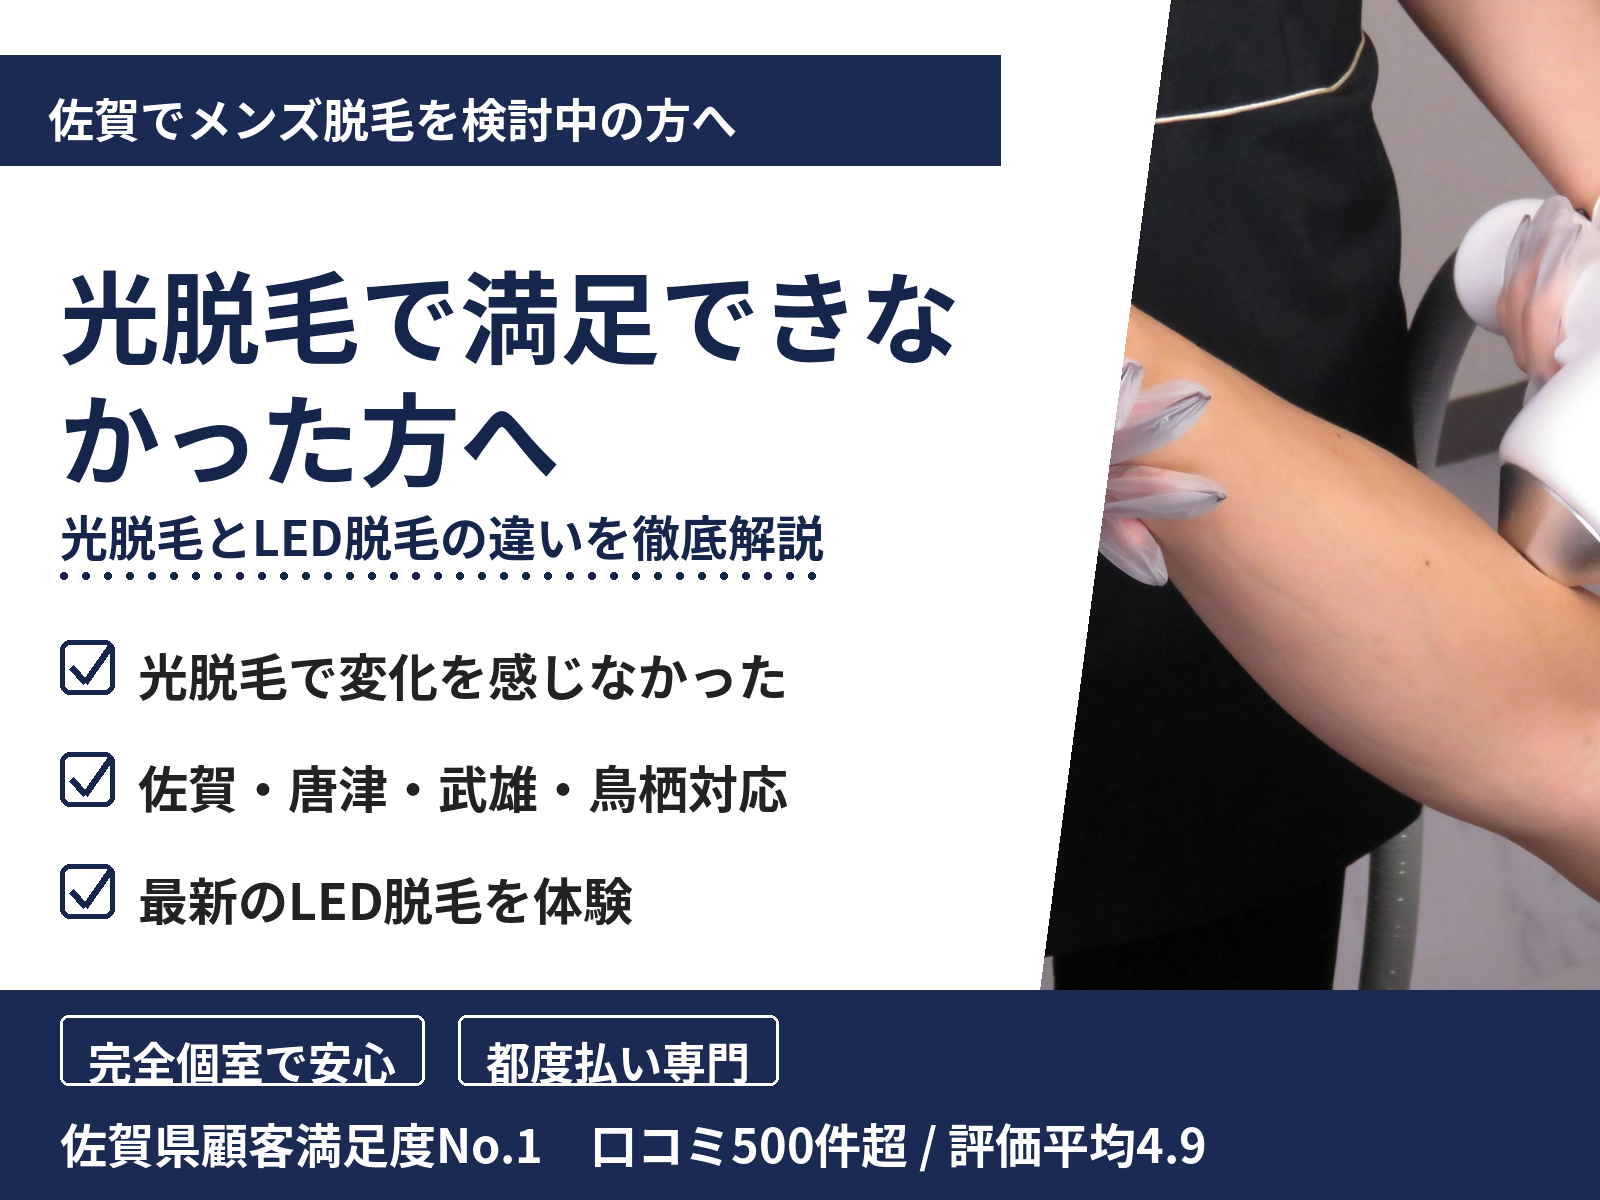 佐賀でメンズ脱毛を検討中の方へ
光脱毛で満足できな
かった方へ
光脱毛とLED脱毛の違いを徹底解説
光脱毛で変化を感じなかった
佐賀・唐津・武雄・鳥栖対応
最新のLED脱毛を体験
完全個室で安心
都度払い専門
佐賀県顧客満足度No.1　口コミ500件超 / 評価平均4.9